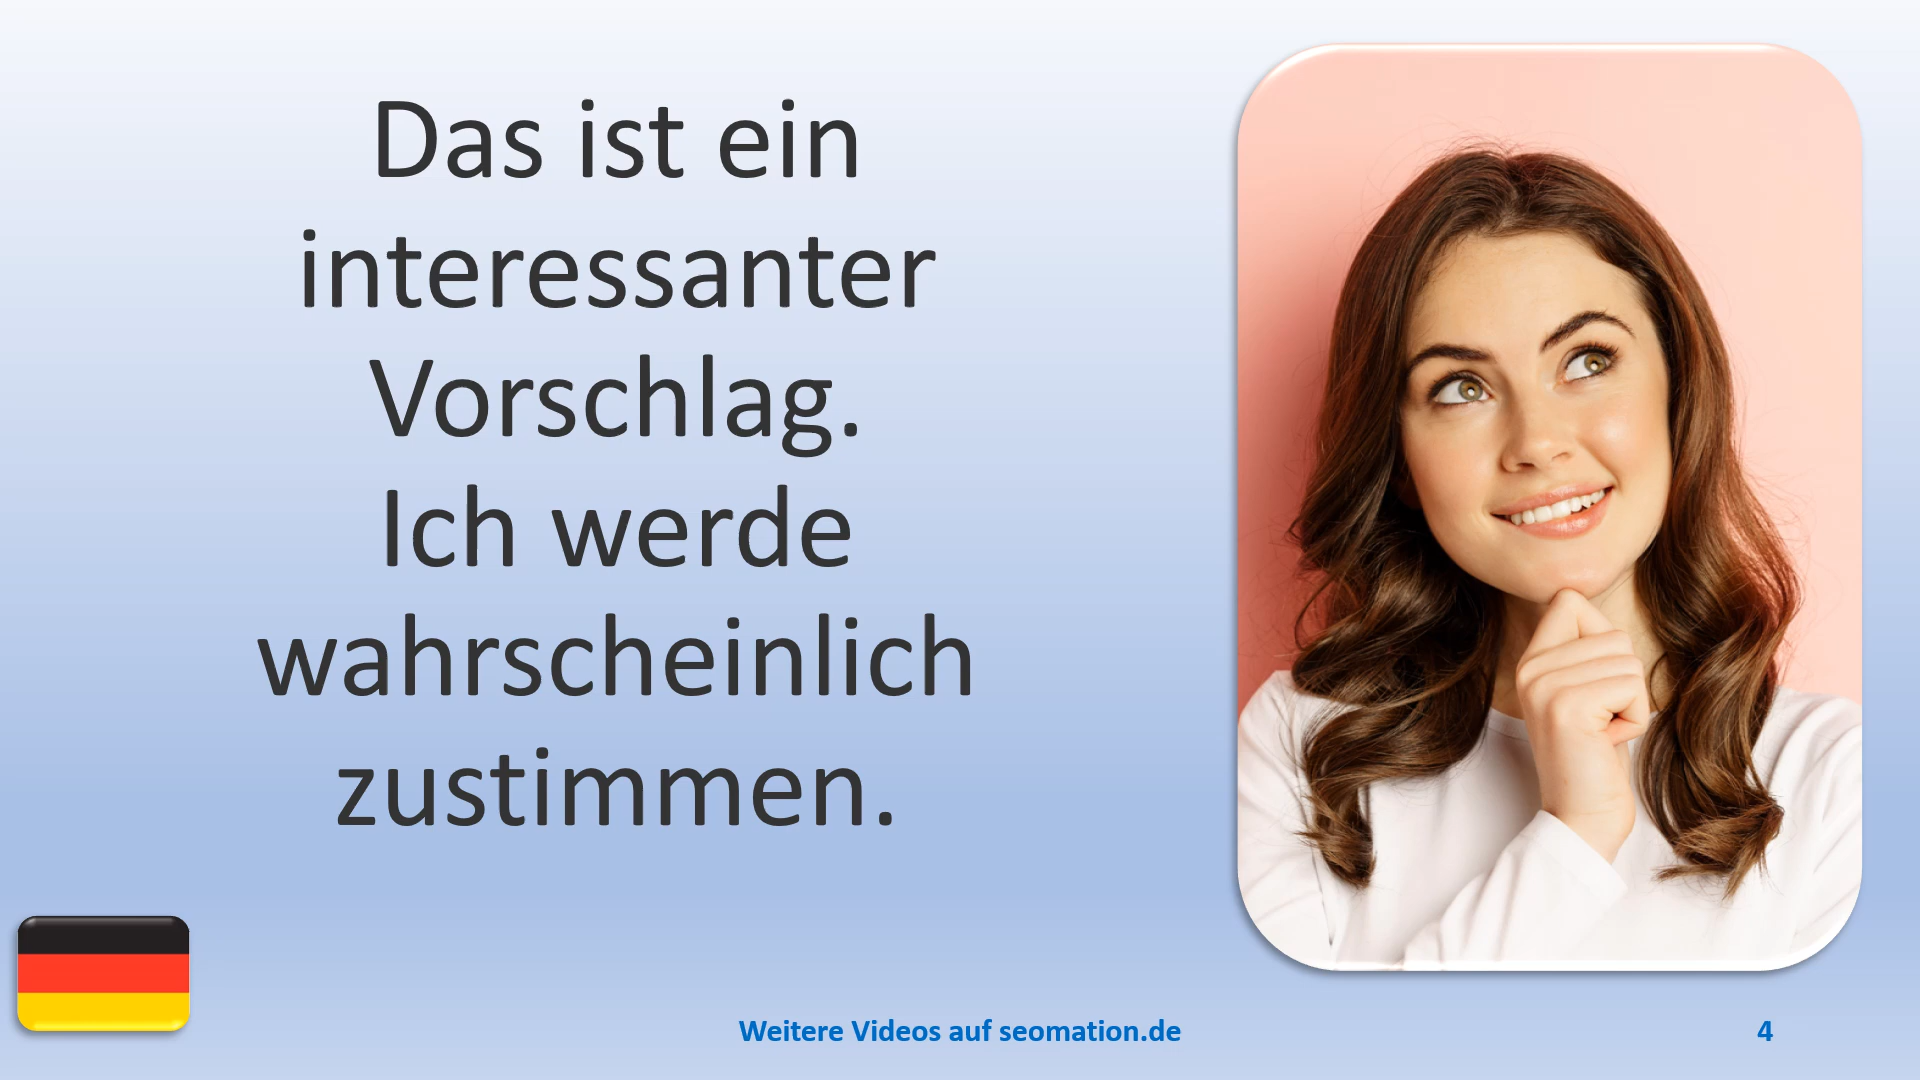 Das ist ein
interessanter
Vorschlag.
Ich werde
wahrscheinlich
zustimmen.
Weitere Videos auf seomation.de
4